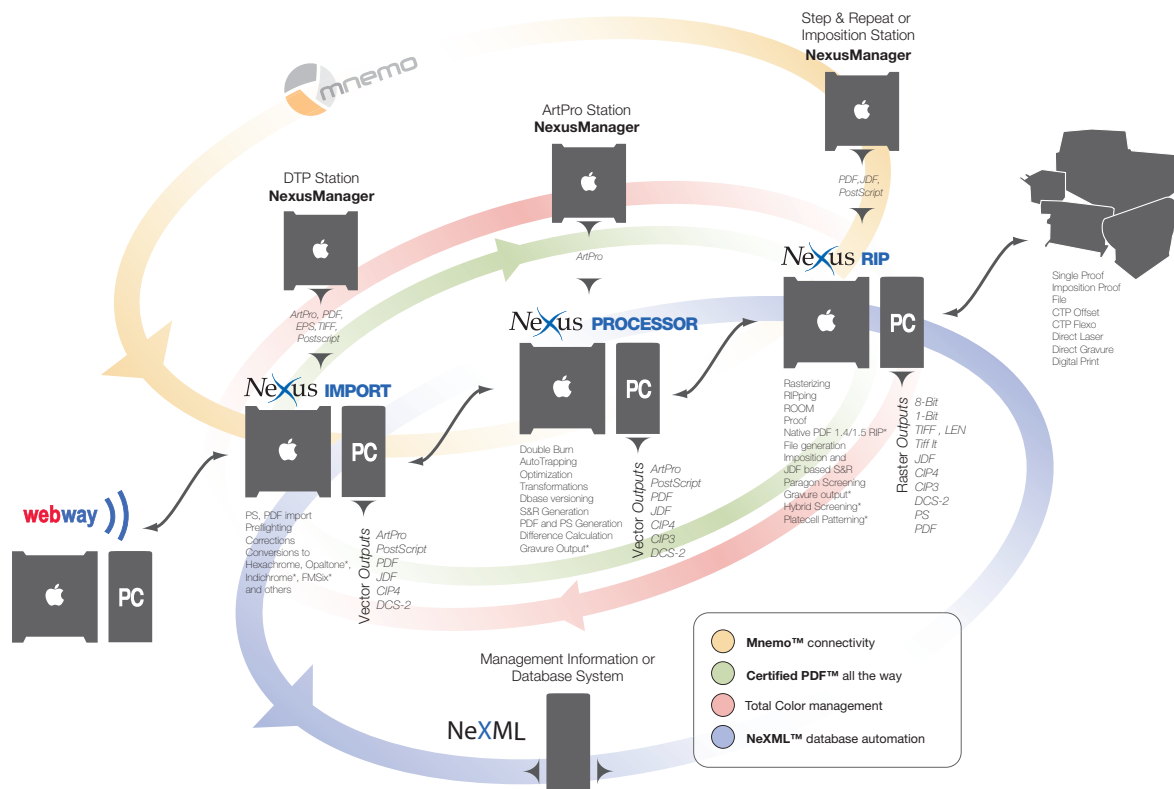 mnemo
Step & Repeat or
Imposition Station
NexusManager
PDF,JDF,
PostScript
ArtPro Station
NexusManager
ArtPro
DTP Station
NexusManager
ArtPro, PDF,
EPS,TIFF,
Postscript
Nexus RIP
PC
Rasterizing
RIPping
ROOM
Proof
Native PDF 1.4/1.5 RIP*
File generation
Imposition and
JDF based S&R
Paragon Screening
Gravure output*
Hybrid Screening*
Platecell Patterning*
Raster Outputs
8-Bit
1-Bit
TIFF , LEN
Tiff It
JDF
CIP4
CIP3
DCS-2
PS
PDF
Single Proof
Imposition Proof
File
CTP Offset
CTP Flexo
Direct Laser
Direct Gravure
Digital Print
Nexus PROCESSOR
PC
Double Burn
AutoTrapping
Optimization
Transformations
Dbase versioning
S&R Generation
PDF and PS Generation
Difference Calculation
Gravure Output*
Vector Outputs
ArtPro
PostScript
PDF
JDF
CIP4
CIP3
DCS-2
Nexus IMPORT
PC
PS, PDF import
Preflighting
Corrections
Conversions to
Hexachrome, Opaltone*,
Indichrome*, FMSix*
and others
Vector Outputs
ArtPro
PostScript
PDF
JDF
CIP4
DCS-2
webway
PC
Management Information or
Database System
NeXML
Mnemo™ connectivity
Certified PDF™ all the way
Total Color management
NeXML™ database automation